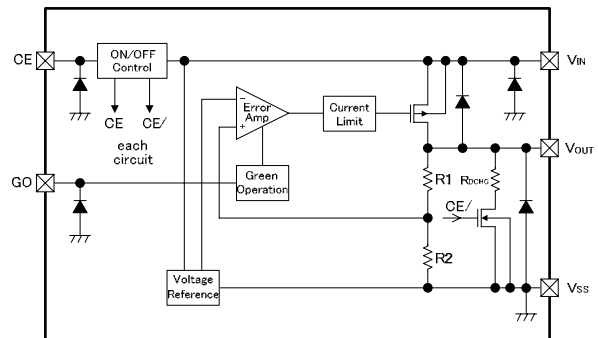 CE
ON/OFF
Control
VIN
CE
CE/
each
circuit
−
Error
Amp
+
Current
Limit
VOUT
GO
Green
Operation
R1
RDCHG
CE/
R2
Voltage
Reference
VSS